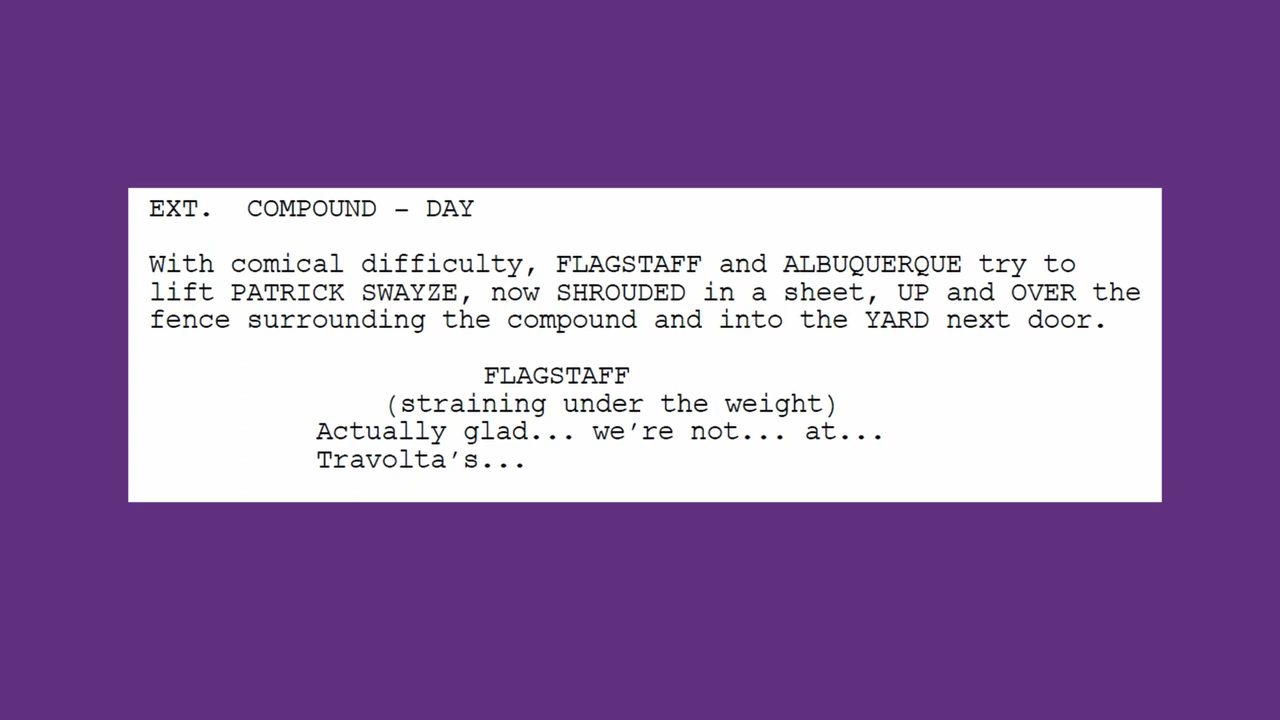 EXT.  COMPOUND – DAY
With comical difficulty, FLAGSTAFF and ALBUQUERQUE try to
lift PATRICK SWAYZE, now SHROUDED in a sheet, UP and OVER the
fence surrounding the compound and into the YARD next door.
FLAGSTAFF
(straining under the weight)
Actually glad... we’re not... at...
Travolta’s...